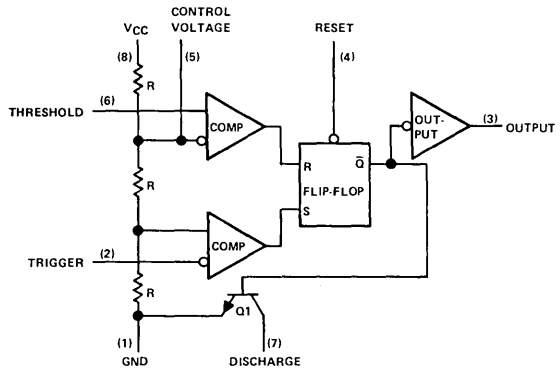 CONTROL
VOLTAGE
VCC
RESET
(8)
(5)
(4)
R
THRESHOLD
(6)
COMP
OUT-
PUT
(3)
OUTPUT
R
R
Q̅
FLIP-FLOP
S
TRIGGER
(2)
COMP
R
Q1
(1)
(7)
GND
DISCHARGE